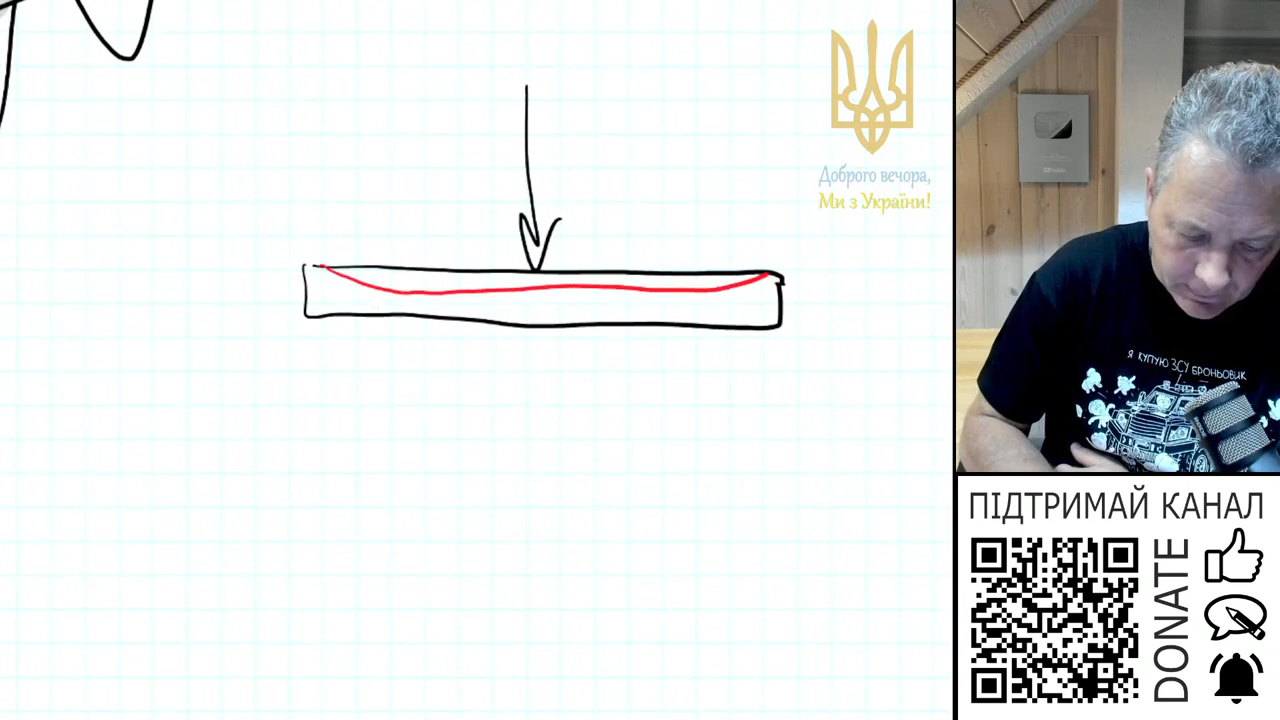 Доброго вечора,
Ми з України!
Я КУПУЮ ЗСУ БРОНЬОВИК
ПІДТРИМАЙ КАНАЛ
DONATE